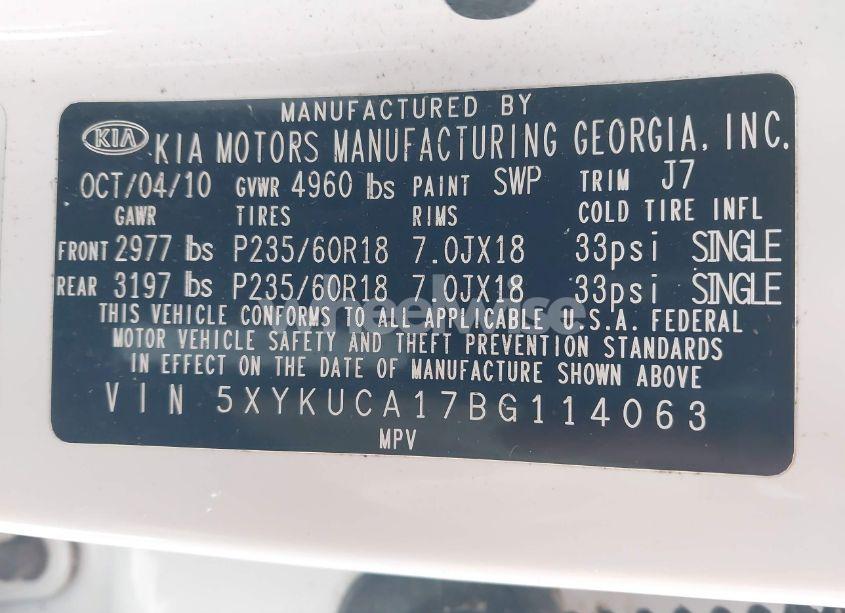 MANUFACTURED BY
KIA KIA MOTORS MANUFACTURING GEORGIA, INC.
OCT/04/10 GVWR 4960 lbs PAINT SWP TRIM J7
GAWR TIRES RIMS COLD TIRE INFL
FRONT 2977 lbs P235/60R18 7.0JX18 33psi SINGLE
REAR 3197 lbs P235/60R18 7.0JX18 33psi SINGLE
THIS VEHICLE CONFORMS TO ALL APPLICABLE U.S.A. FEDERAL
MOTOR VEHICLE SAFETY AND THEFT PREVENTION STANDARDS
IN EFFECT ON THE DATE OF MANUFACTURE SHOWN ABOVE
VIN 5XYKUCA17BG114063
MPV